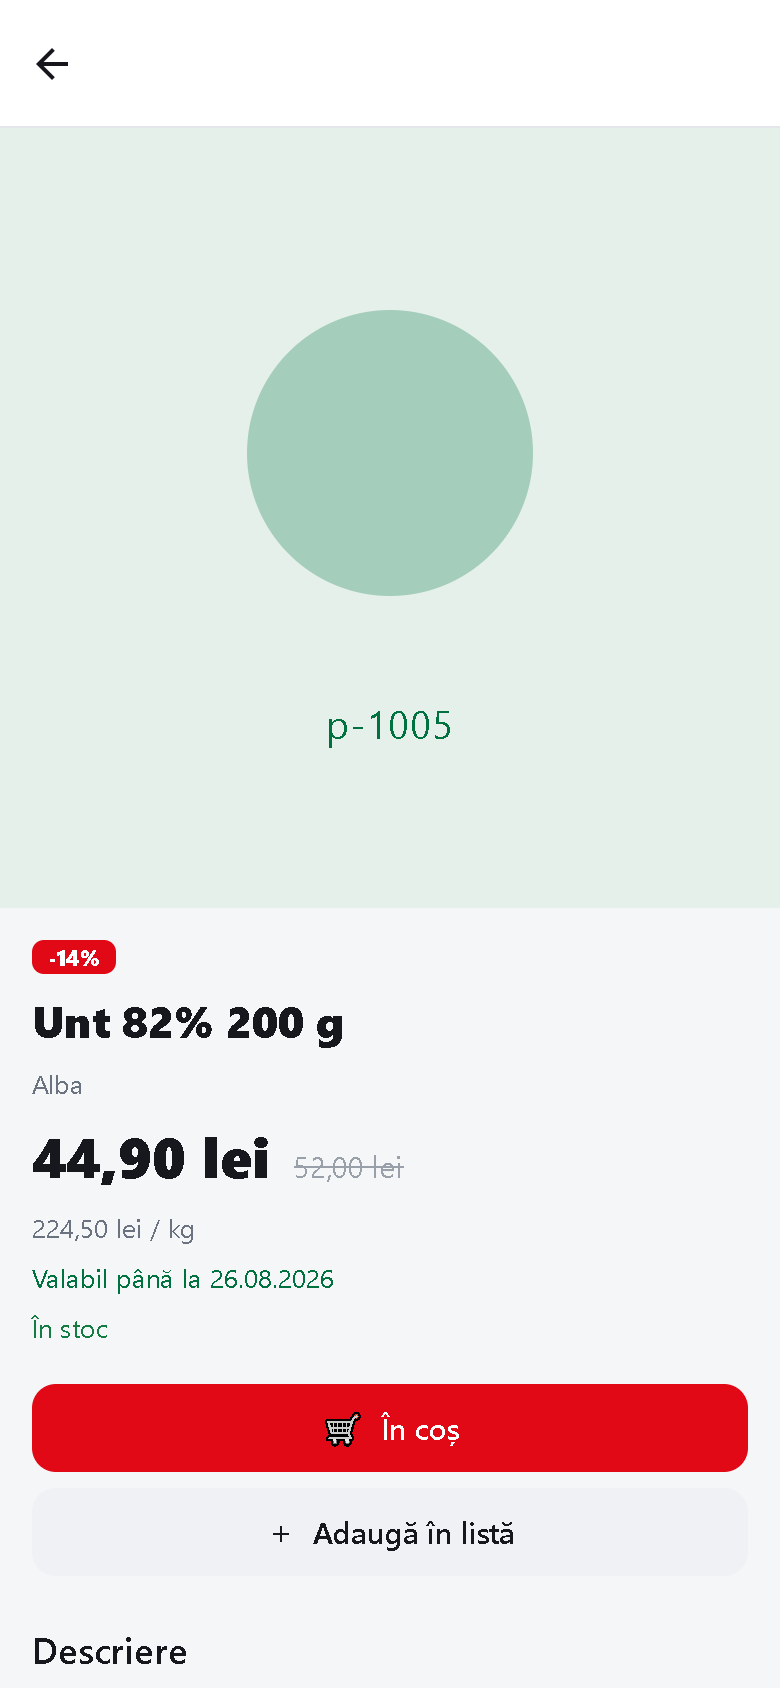 p-1005
-14%
Unt 82% 200 g
Alba
44,90 lei 52,00 lei
224,50 lei / kg
Valabil până la 26.08.2026
În stoc
În coș
+ Adaugă în listă
Descriere